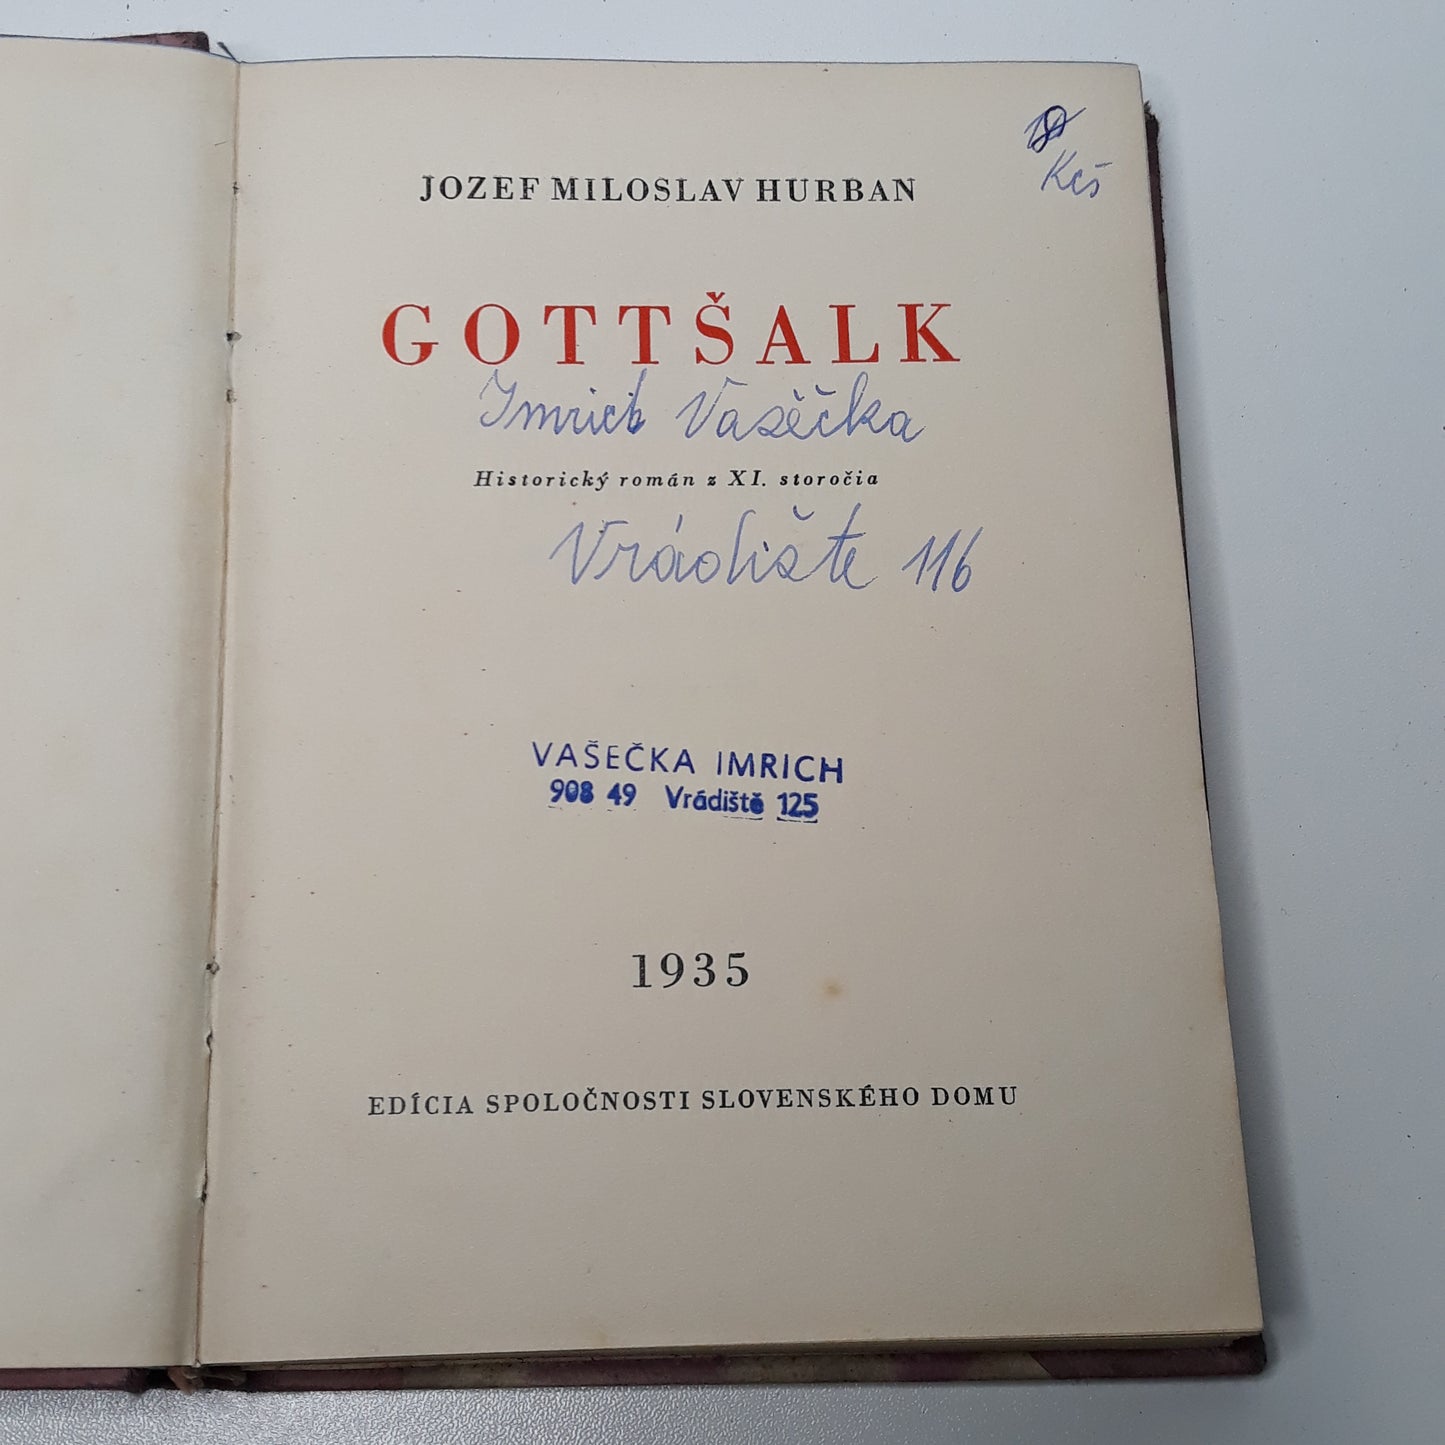 JOZEF MILOSLAV HURBAN
Kčs
GOTTŠALK
Imrich Vašečka
Historický román z XI. storočia
Vrádište 116
VAŠEČKA IMRICH
908 49 Vrádiště 125
1935
EDÍCIA SPOLOČNOSTI SLOVENSKÉHO DOMU